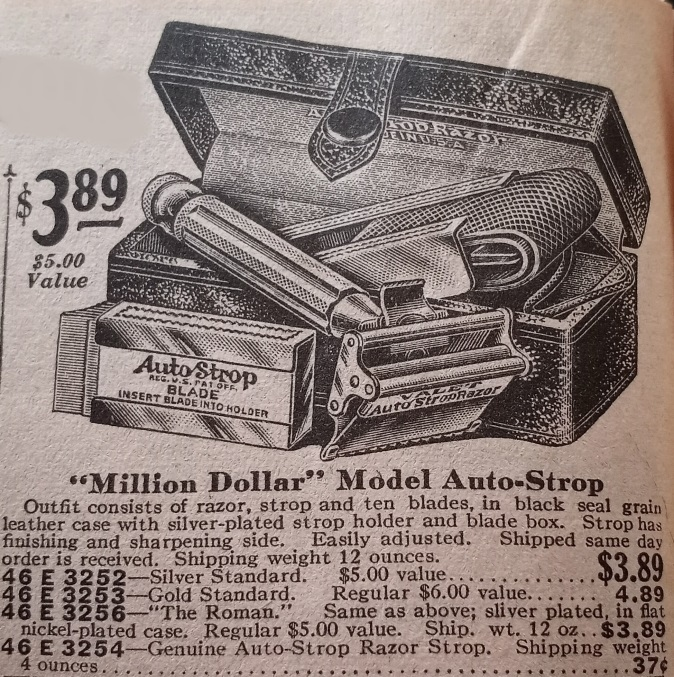 AutoStropRazor
IN U.S.A.
$3.89
$5.00
Value
Auto-Strop
REG. U.S. PAT. OFF.
BLADE
INSERT BLADE INTO HOLDER
VALET
Auto StropRazor
“Million Dollar” Model Auto-Strop
Outfit consists of razor, strop and ten blades, in black seal grain
leather case with silver-plated strop holder and blade box. Strop has
finishing and sharpening side. Easily adjusted. Shipped same day
order is received. Shipping weight 12 ounces.
46 E 3252—Silver Standard. $5.00 value.............$3.89
46 E 3253—Gold Standard. Regular $6.00 value....... 4.89
46 E 3256—“The Roman.” Same as above; sliver plated, in flat
nickel-plated case. Regular $5.00 value. Ship. wt. 12 oz..$3.89
46 E 3254—Genuine Auto-Strop Razor Strop. Shipping weight
4 ounces.............................................37¢